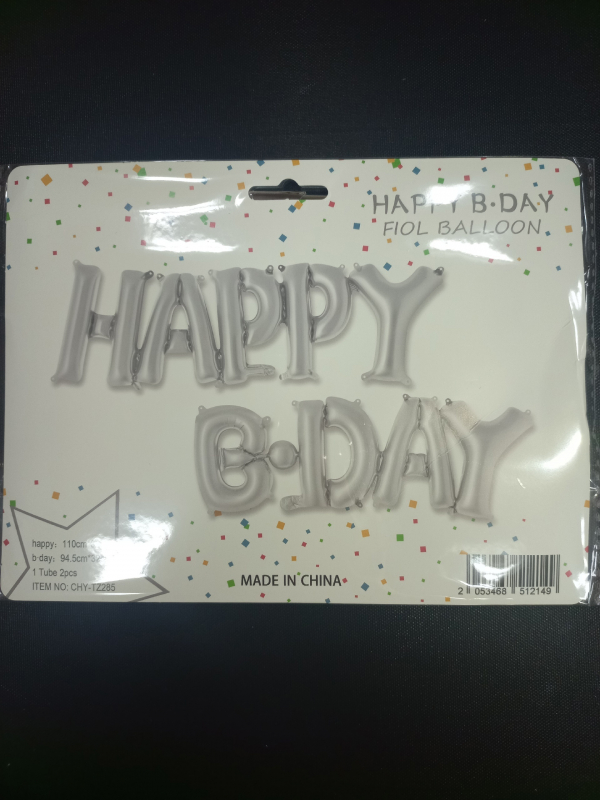 HAPPY B·DAY
FIOL BALLOON
HAPPY
B·DAY
happy: 110cm
b·day: 94.5cm
1 Tube 2pcs
ITEM NO: CHY-TZ285
MADE IN CHINA
2 053468 512149